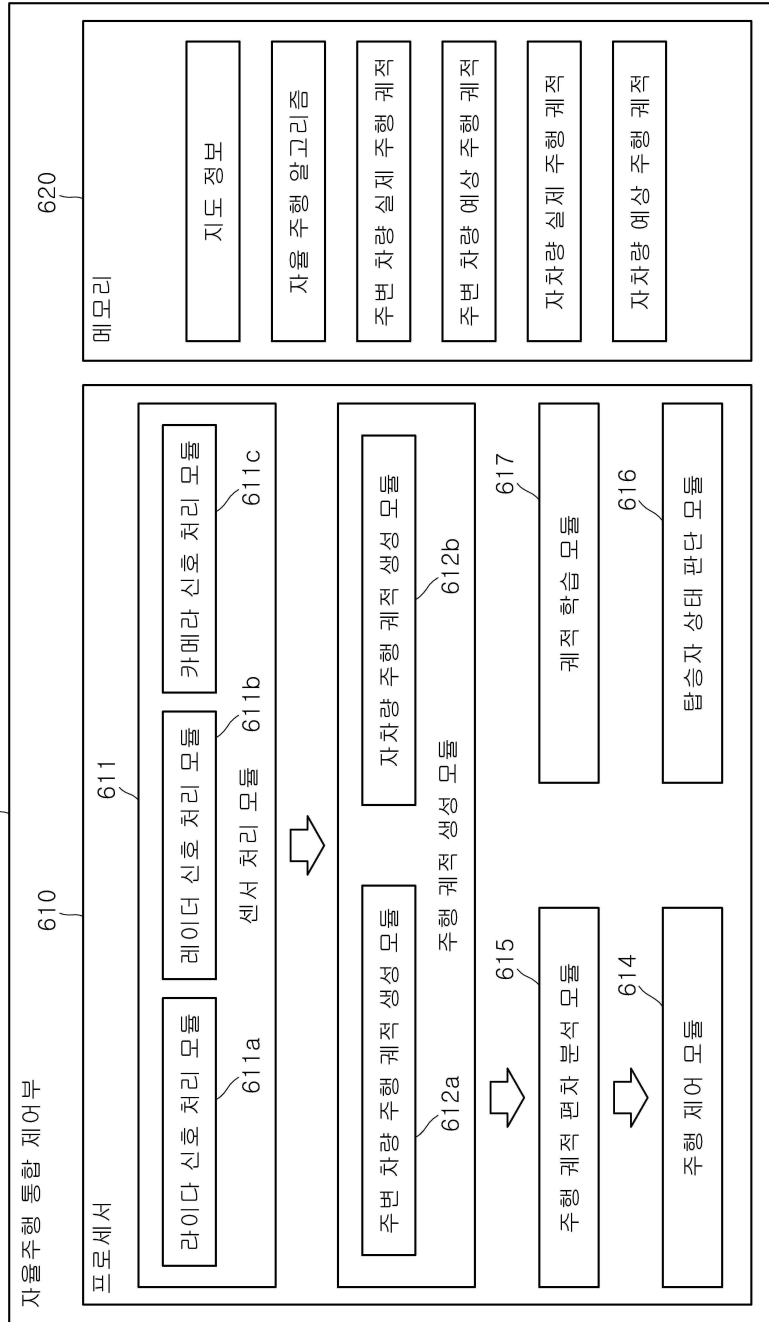 자율주행 통합 제어부
610
프로세서
611
라이다 신호 처리 모듈
611a
레이더 신호 처리 모듈
611b
카메라 신호 처리 모듈
611c
센서 처리 모듈
주변 차량 주행 궤적 생성 모듈
612a
자차량 주행 궤적 생성 모듈
612b
주행 궤적 생성 모듈
615
주행 궤적 편차 분석 모듈
617
궤적 학습 모듈
614
주행 제어 모듈
616
탑승자 상태 판단 모듈
620
메모리
지도 정보
자율 주행 알고리즘
주변 차량 실제 주행 궤적
주변 차량 예상 주행 궤적
자차량 실제 주행 궤적
자차량 예상 주행 궤적